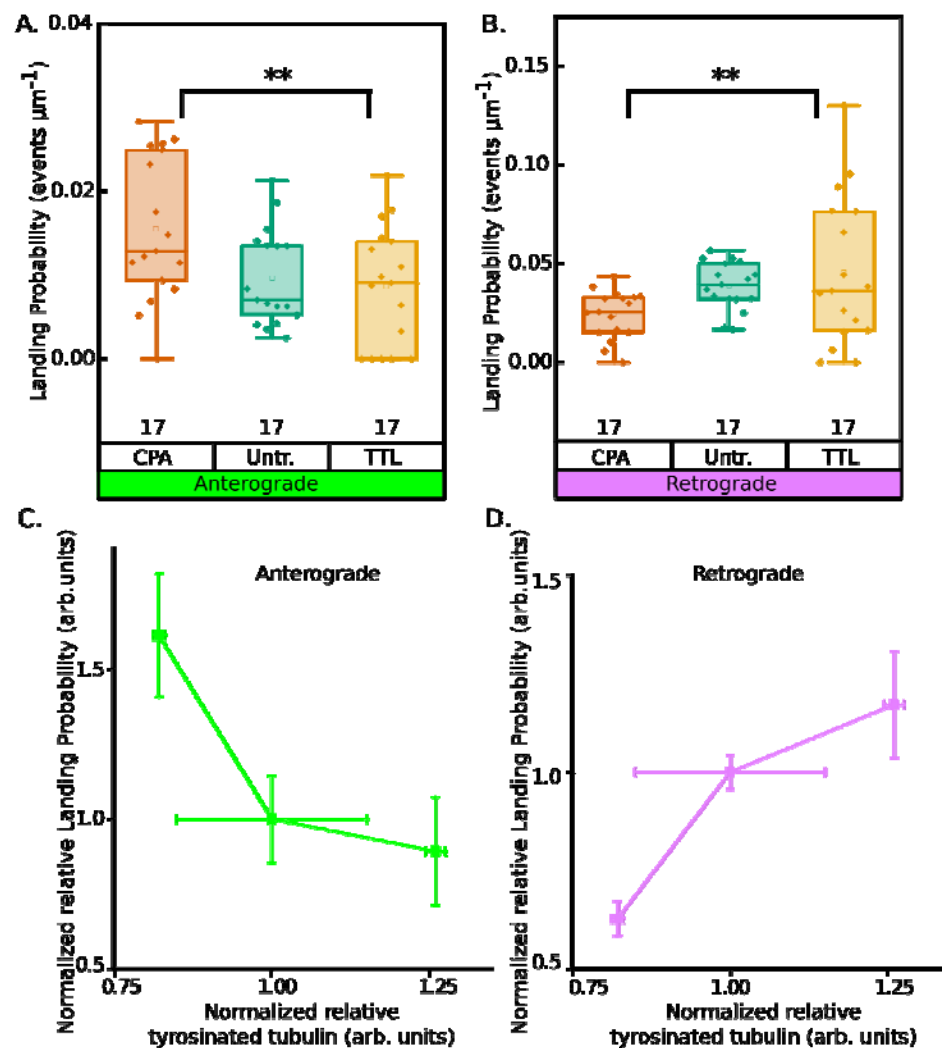 A.
Landing Probability (events µm⁻¹)
0.04
0.02
0.00
**
17 17 17
CPA Untr. TTL
Anterograde
B.
Landing Probability (events µm⁻¹)
0.15
0.10
0.05
0.00
**
17 17 17
CPA Untr. TTL
Retrograde
C.
Normalized relative Landing Probability (arb.units)
Anterograde
1.5
1.0
0.5
0.75 1.00 1.25
Normalized relative
tyrosinated tubulin (arb. units)
D.
Normalized relative Landing Probability (arb.units)
Retrograde
1.5
1.0
0.5
0.75 1.00 1.25
Normalized relative
tyrosinated tubulin (arb. units)